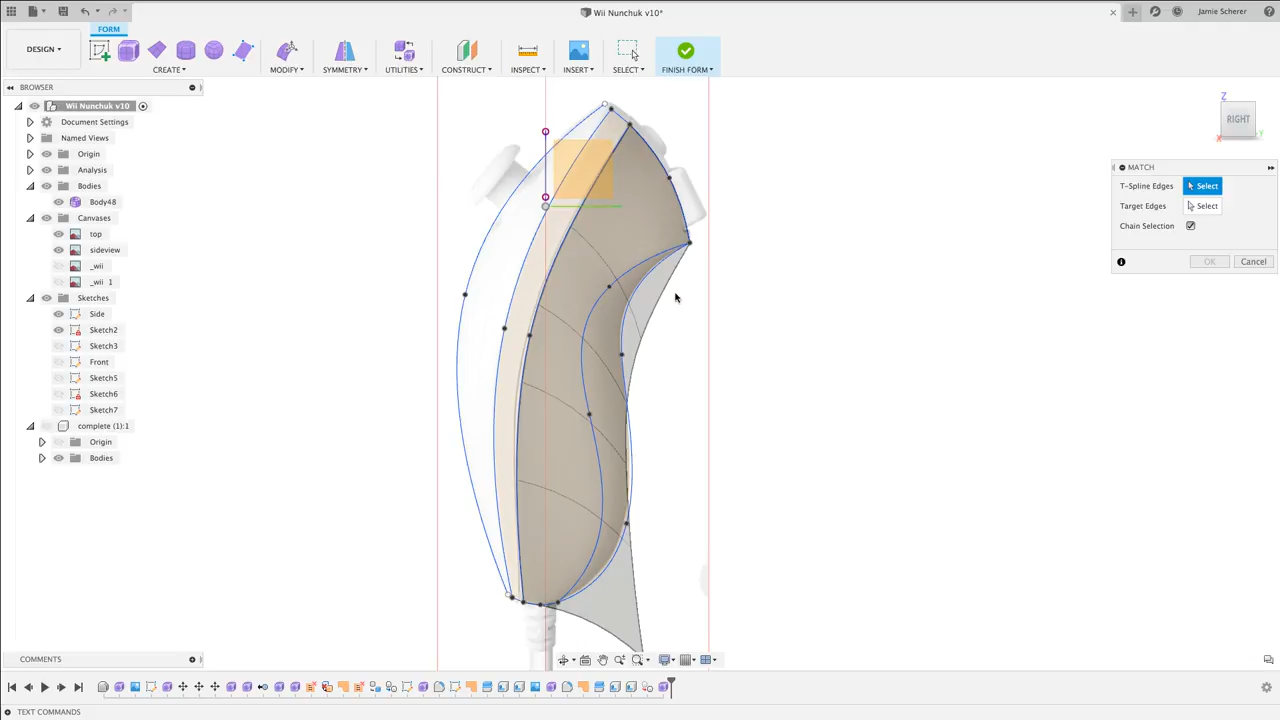 Wii Nunchuk v10*
Jamie Scherer
FORM
DESIGN
CREATE
MODIFY
SYMMETRY
UTILITIES
CONSTRUCT
INSPECT
INSERT
SELECT
FINISH FORM
BROWSER
Wii Nunchuk v10
Document Settings
Named Views
Origin
Analysis
Bodies
Body48
Canvases
top
sideview
_wii
_wii 1
Sketches
Side
Sketch2
Sketch3
Front
Sketch5
Sketch6
Sketch7
complete (1):1
Origin
Bodies
Z
RIGHT
X
Y
MATCH
T-Spline Edges
Select
Target Edges
Select
Chain Selection
OK
Cancel
COMMENTS
TEXT COMMANDS